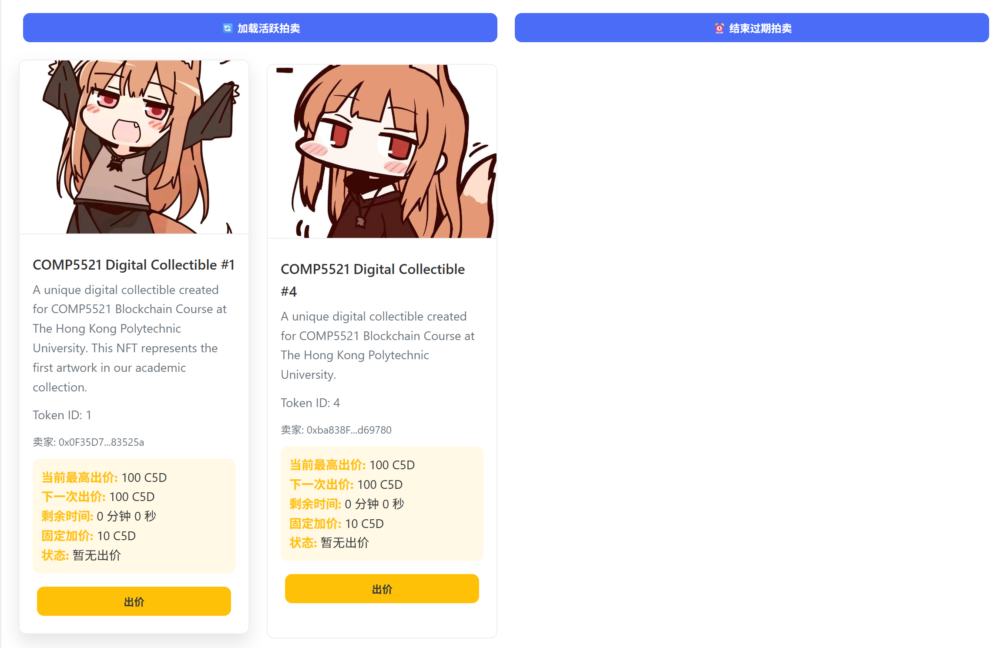 🔄 加载活跃拍卖
⏰ 结束过期拍卖
COMP5521 Digital Collectible #1
A unique digital collectible created
for COMP5521 Blockchain Course at
The Hong Kong Polytechnic
University. This NFT represents the
first artwork in our academic
collection.
Token ID: 1
卖家: 0x0F35D7...83525a
当前最高出价: 100 C5D
下一次出价: 100 C5D
剩余时间: 0 分钟 0 秒
固定加价: 10 C5D
状态: 暂无出价
出价
COMP5521 Digital Collectible
#4
A unique digital collectible created
for COMP5521 Blockchain Course at
The Hong Kong Polytechnic
University.
Token ID: 4
卖家: 0xba838F...d69780
当前最高出价: 100 C5D
下一次出价: 100 C5D
剩余时间: 0 分钟 0 秒
固定加价: 10 C5D
状态: 暂无出价
出价